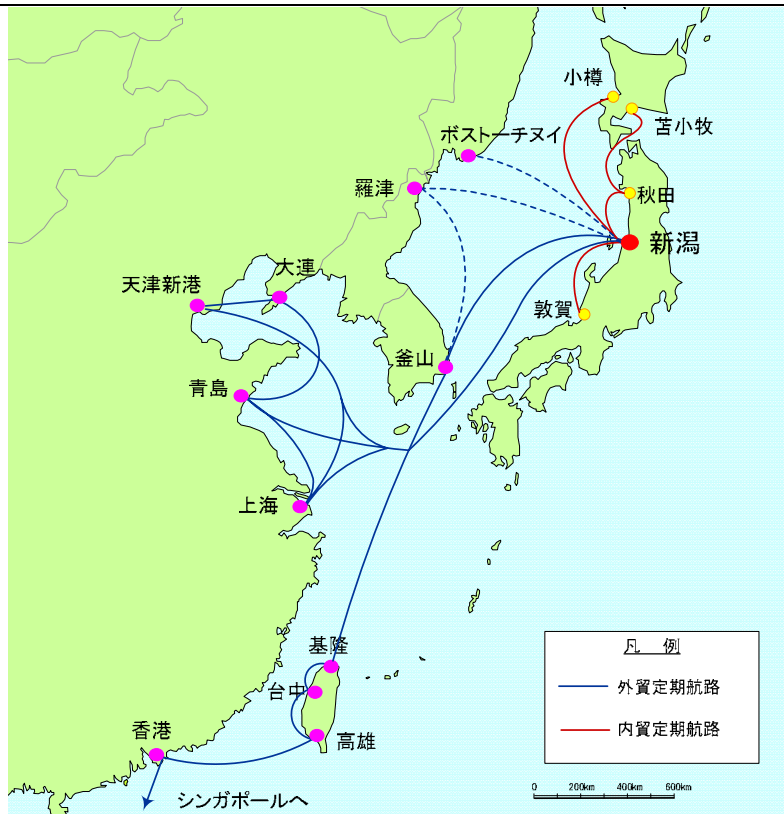 小樽
苫小牧
ボストーチヌイ
羅津
秋田
新潟
大連
天津新港
敦賀
釜山
青島
上海
基隆
台中
香港
高雄
シンガポールへ
凡 例
外貿定期航路
内貿定期航路
0 200km 400km 600km